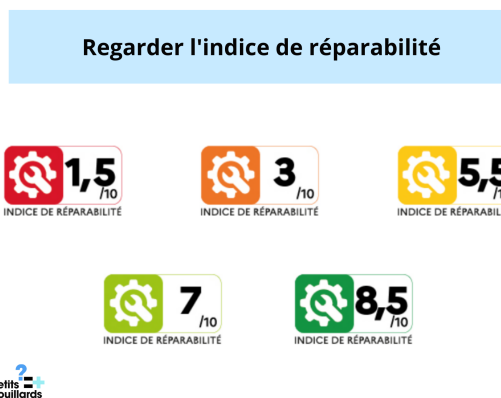 Regarder l'indice de réparabilité
1,5 /10
INDICE DE RÉPARABILITÉ
3 /10
INDICE DE RÉPARABILITÉ
5,5
INDICE DE
7 /10
INDICE DE RÉPARABILITÉ
8,5 /10
INDICE DE RÉPARABILITÉ
?